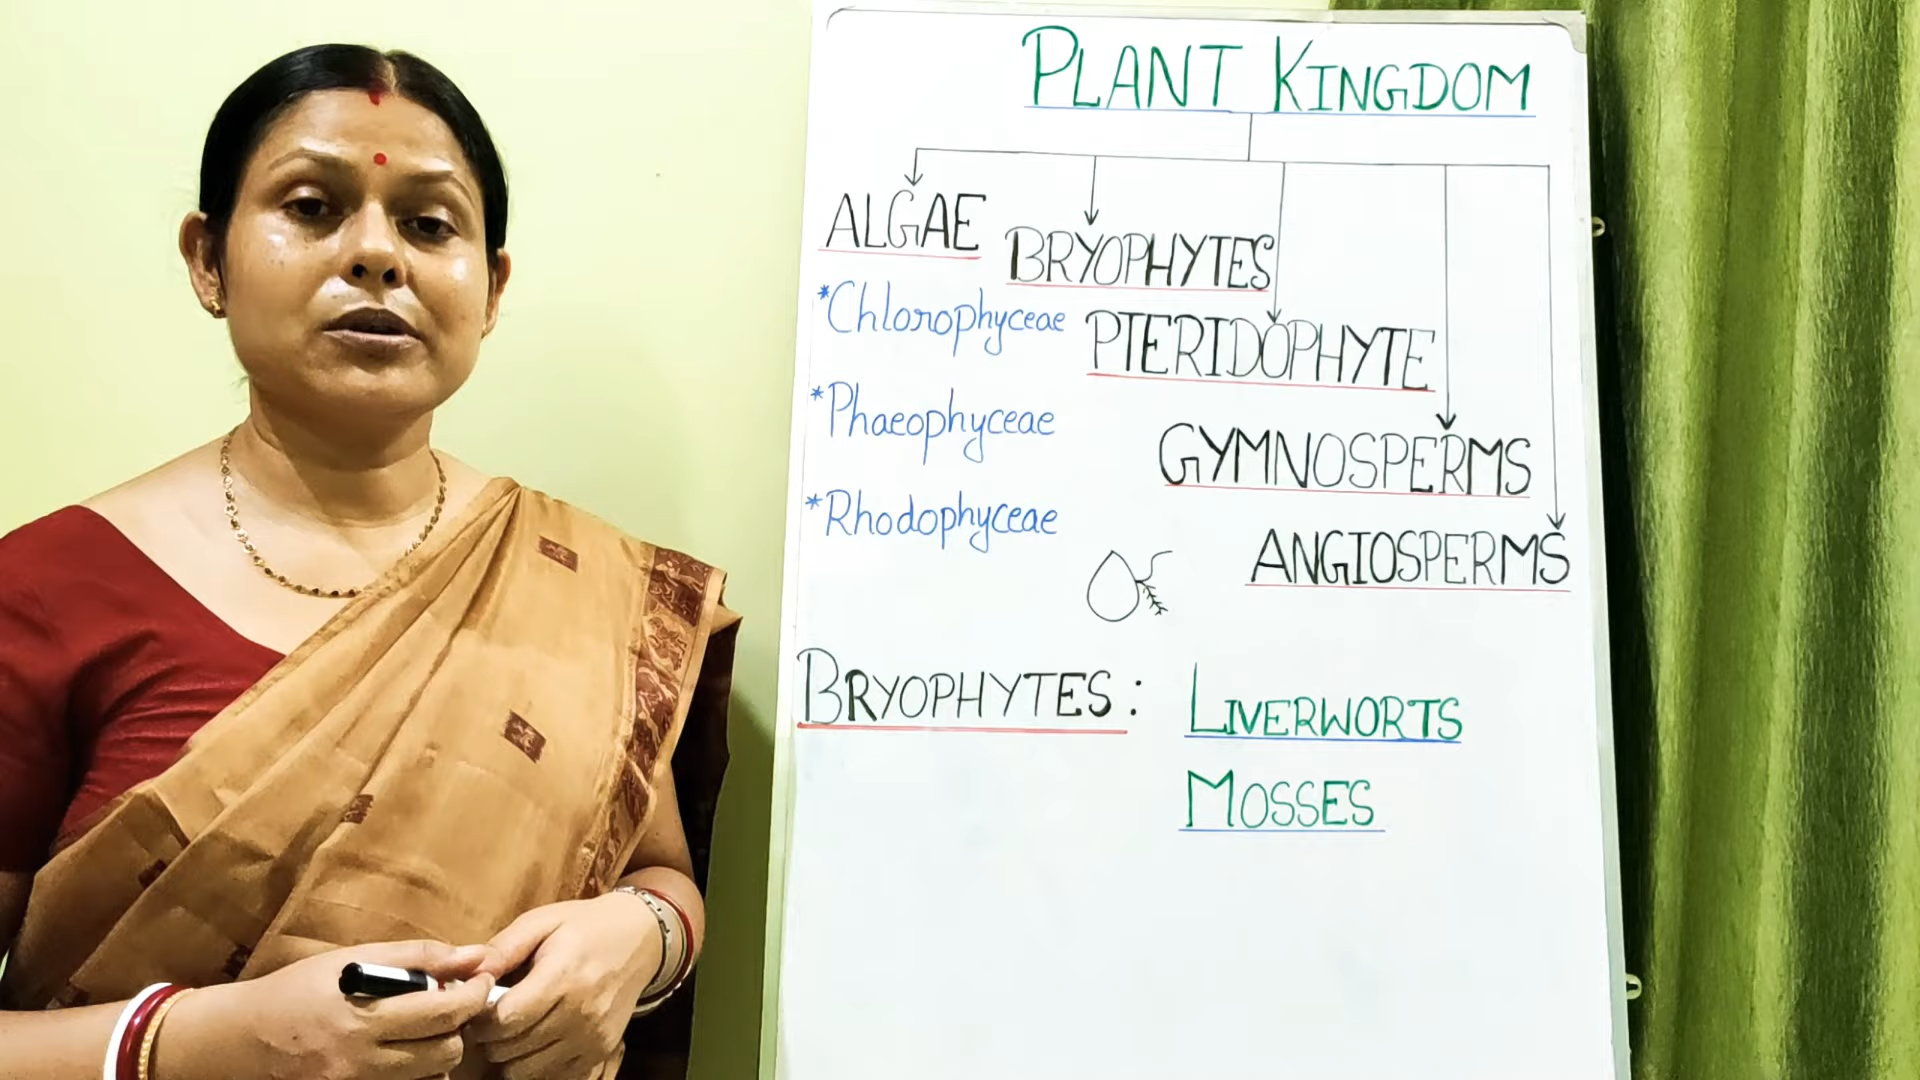 PLANT KINGDOM
ALGAE
BRYOPHYTES
*Chlorophyceae
PTERIDOPHYTE
*Phaeophyceae
GYMNOSPERMS
*Rhodophyceae
ANGIOSPERMS
BRYOPHYTES: LIVERWORTS
MOSSES